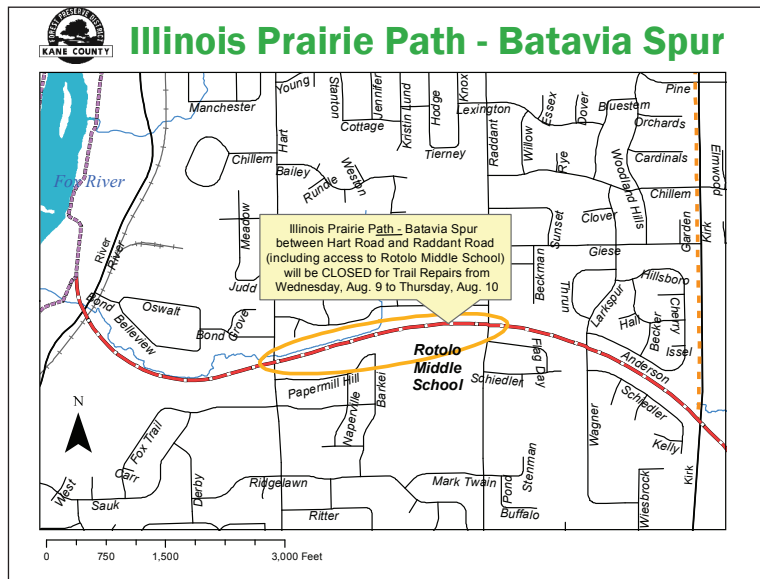 FOREST PRESERVE DISTRICT
KANE COUNTY
Illinois Prairie Path - Batavia Spur
Manchester
Young
Stanton
Jennifer
Kristin Lund
Hodge
Knox
Lexington
Essex
Dover
Bluestem
Pine
Orchards
Cottage
Hart
Tierney
Raddant
Willow
Rye
Cardinals
Elmwood
Chillem
Bailey
Rundle
Weston
Woodland Hills
Chillem
Fox River
Meadow
Sunset
Clover
Garden
Kirk
Illinois Prairie Path - Batavia Spur
between Hart Road and Raddant Road
(including access to Rotolo Middle School)
will be CLOSED for Trail Repairs from
Wednesday, Aug. 9 to Thursday, Aug. 10
Giese
River
River
Judd
Beckman
Thrun
Larkspur
Hillsboro
Cherry
Bond
Oswalt
Belleview
Bond
Grove
Hall
Becker
Issel
Rotolo
Middle
School
Flag Day
Anderson
Papermill Hill
Barkel
Schiedler
Schiedler
N
Naperville
Wagner
Kelly
Fox Trail
Carr
West
Sauk
Derby
Ridgelawn
Mark Twain
Pond
Stenman
Kirk
Wiesbrock
Ritter
Buffalo
0 750 1,500 3,000 Feet